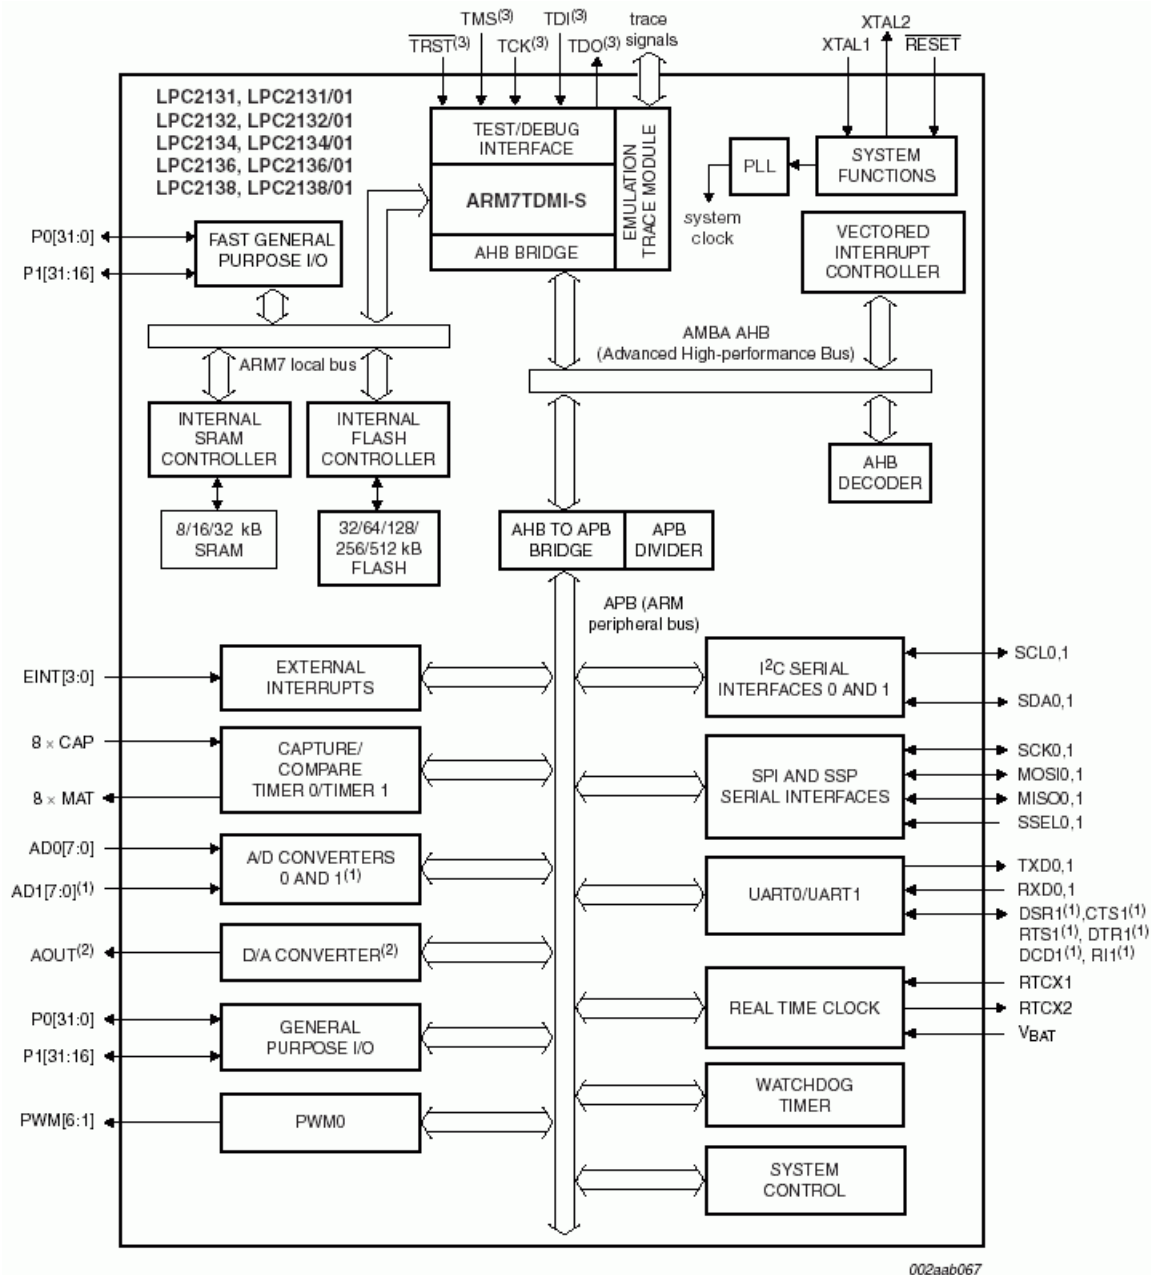 TMS(3) TDI(3) trace signals
TRST(3) TCK(3) TDO(3)
XTAL2
XTAL1 RESET
LPC2131, LPC2131/01
LPC2132, LPC2132/01
LPC2134, LPC2134/01
LPC2136, LPC2136/01
LPC2138, LPC2138/01
TEST/DEBUG
INTERFACE
ARM7TDMI-S
AHB BRIDGE
EMULATION
TRACE MODULE
PLL
SYSTEM
FUNCTIONS
system
clock
VECTORED
INTERRUPT
CONTROLLER
P0[31:0]
P1[31:16]
FAST GENERAL
PURPOSE I/O
ARM7 local bus
AMBA AHB
(Advanced High-performance Bus)
INTERNAL
SRAM
CONTROLLER
INTERNAL
FLASH
CONTROLLER
AHB
DECODER
8/16/32 kB
SRAM
32/64/128/
256/512 kB
FLASH
AHB TO APB
BRIDGE
APB
DIVIDER
APB (ARM
peripheral bus)
EINT[3:0]
EXTERNAL
INTERRUPTS
8 × CAP
8 × MAT
CAPTURE/
COMPARE
TIMER 0/TIMER 1
AD0[7:0]
AD1[7:0](1)
A/D CONVERTERS
0 AND 1(1)
AOUT(2)
D/A CONVERTER(2)
P0[31:0]
P1[31:16]
GENERAL
PURPOSE I/O
PWM[6:1]
PWM0
I2C SERIAL
INTERFACES 0 AND 1
SCL0,1
SDA0,1
SPI AND SSP
SERIAL INTERFACES
SCK0,1
MOSI0,1
MISO0,1
SSEL0,1
UART0/UART1
TXD0,1
RXD0,1
DSR1(1),CTS1(1)
RTS1(1), DTR1(1)
DCD1(1), RI1(1)
REAL TIME CLOCK
RTCX1
RTCX2
VBAT
WATCHDOG
TIMER
SYSTEM
CONTROL
002aab067